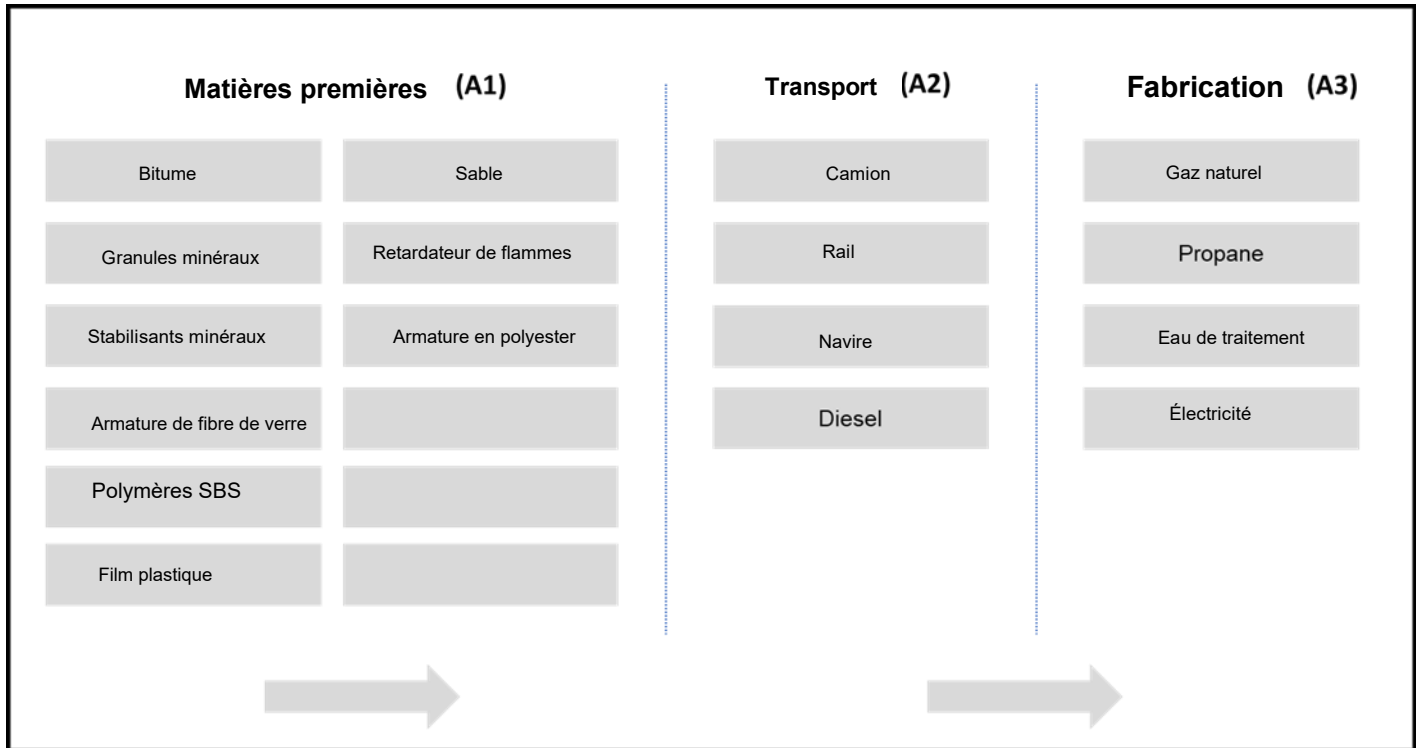 Matières premières (A1)
Transport (A2)
Fabrication (A3)
Bitume
Sable
Camion
Gaz naturel
Granules minéraux
Retardateur de flammes
Rail
Propane
Stabilisants minéraux
Armature en polyester
Navire
Eau de traitement
Armature de fibre de verre
Diesel
Électricité
Polymères SBS
Film plastique